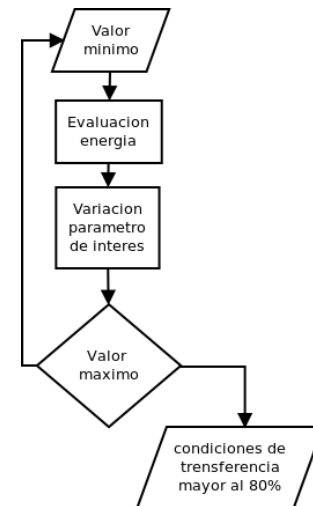 Valor
minimo
Evaluacion
energia
Variacion
parametro
de interes
Valor
maximo
condiciones de
trensferencia
mayor al 80%